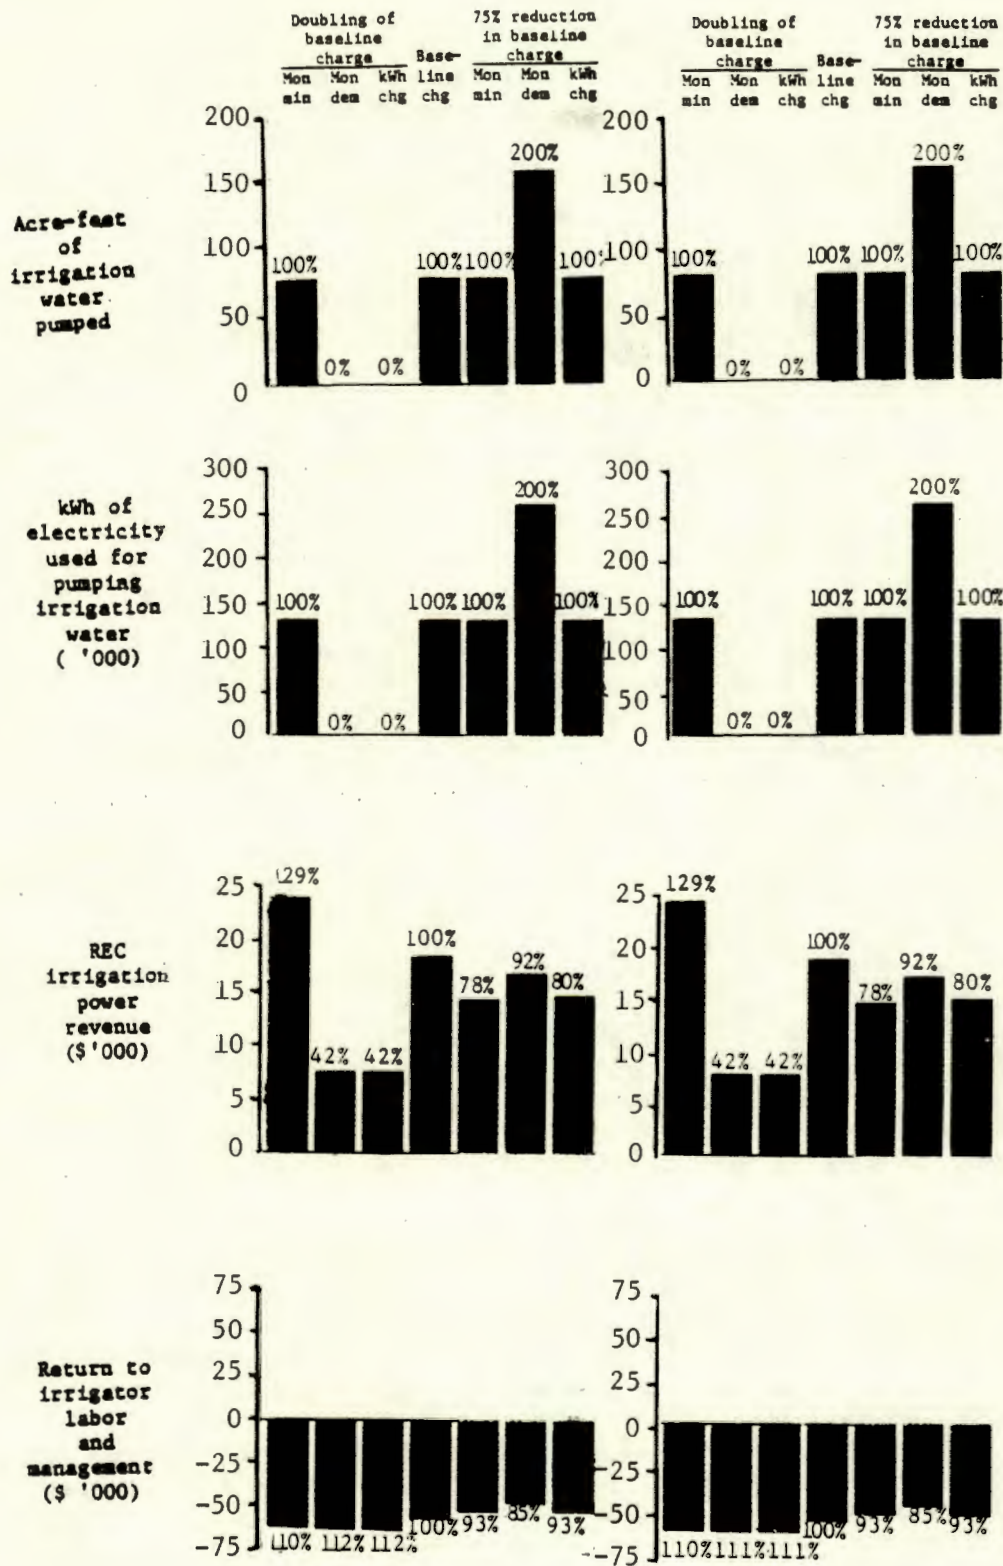 Doubling of baseline charge
Base-line chg
75% reduction in baseline charge
Mon min
Mon dem
kWh chg
Mon min
Mon dem
kWh chg
Doubling of baseline charge
Base-line chg
75% reduction in baseline charge
Mon min
Mon dem
kWh chg
Mon min
Mon dem
kWh chg
Acre-feet
of
irrigation
water
pumped
200
150
100
50
0
100%
0%
0%
100%
100%
200%
100%
200
150
100
50
0
100%
0%
0%
100%
100%
200%
100%
kWh of
electricity
used for
pumping
irrigation
water
( '000)
300
250
200
150
100
50
0
100%
0%
0%
100%
100%
200%
100%
300
250
200
150
100
50
0
100%
0%
0%
100%
100%
200%
100%
REC
irrigation
power
revenue
($'000)
25
20
15
10
5
0
129%
42%
42%
100%
78%
92%
80%
25
20
15
10
5
0
129%
42%
42%
100%
78%
92%
80%
Return to
irrigator
labor
and
management
($ '000)
75
50
25
0
-25
-50
-75
110%
112%
112%
100%
93%
85%
93%
75
50
25
0
-25
-50
-75
110%
111%
111%
100%
93%
85%
93%